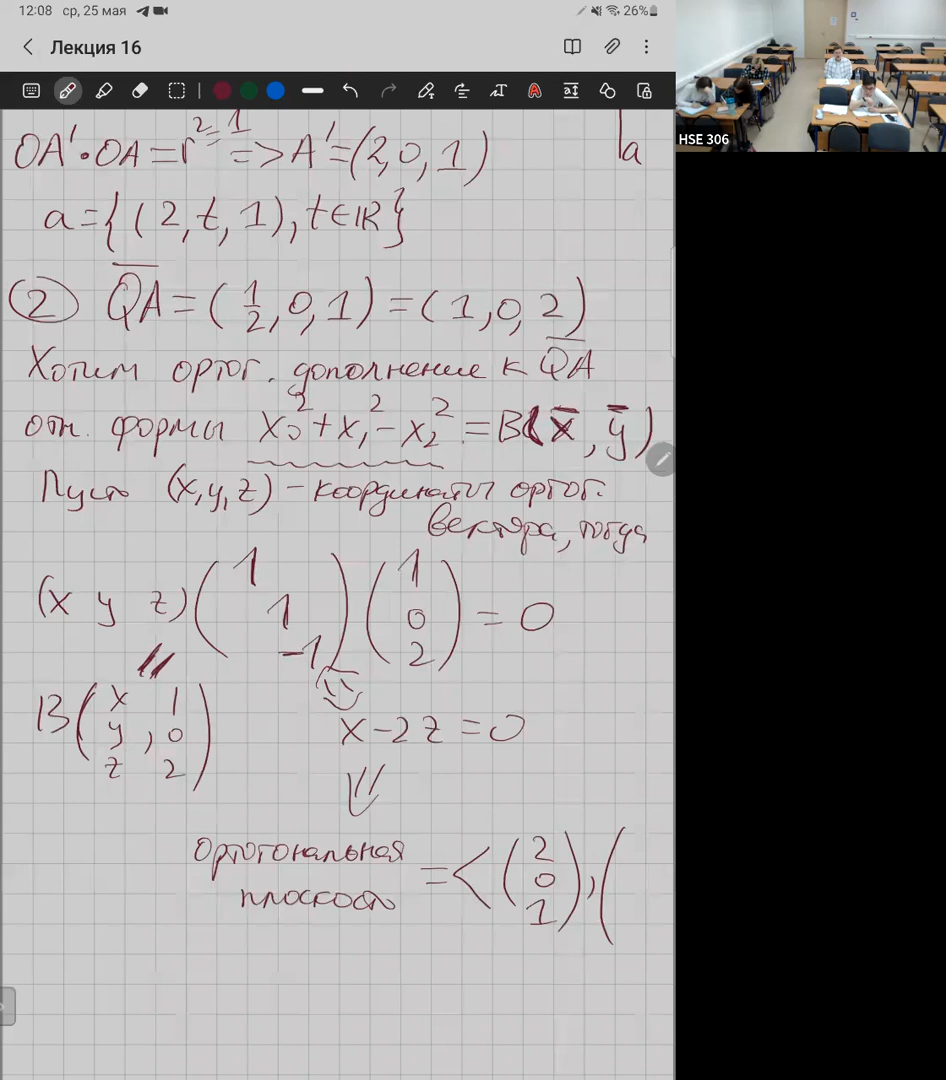 12:08 ср, 25 мая 26%
Лекция 16
HSE 306
OA'·OA=r²=1 => A'=(2,0,1)
a
a={(2,t,1), t∈ℝ}
② Q̅A̅=(1/2,0,1)=(1,0,2)
Хотим ортог. дополнение к Q̅A̅
отн. формы x₀²+x₁²-x₂²=B(x̅,y̅)
Пусть (x,y,z) - координаты ортог.
вектора, тогда
(x y z) (1 1 -1) (1 0 2) = 0
B (x y z , 1 0 2)
x-2z=0
⇓
ортогональная
плоскость = < (2 0 1), (